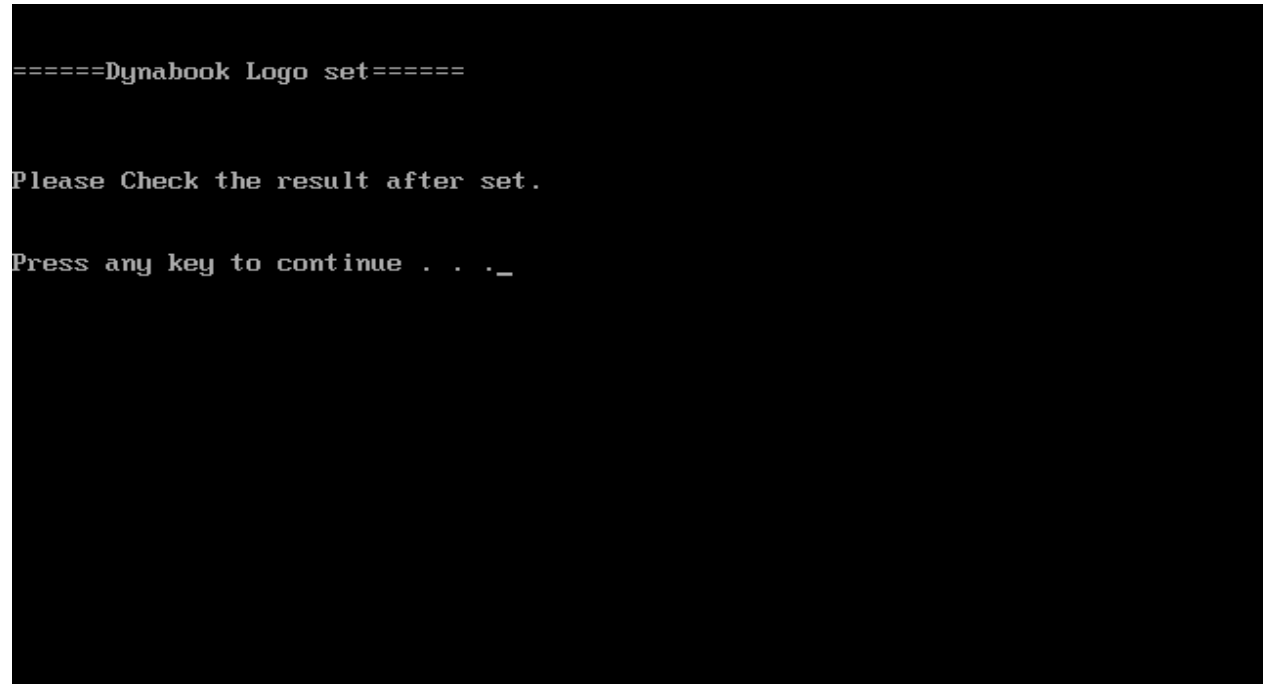 ======Dynabook Logo set======
Please Check the result after set.
Press any key to continue . . ._